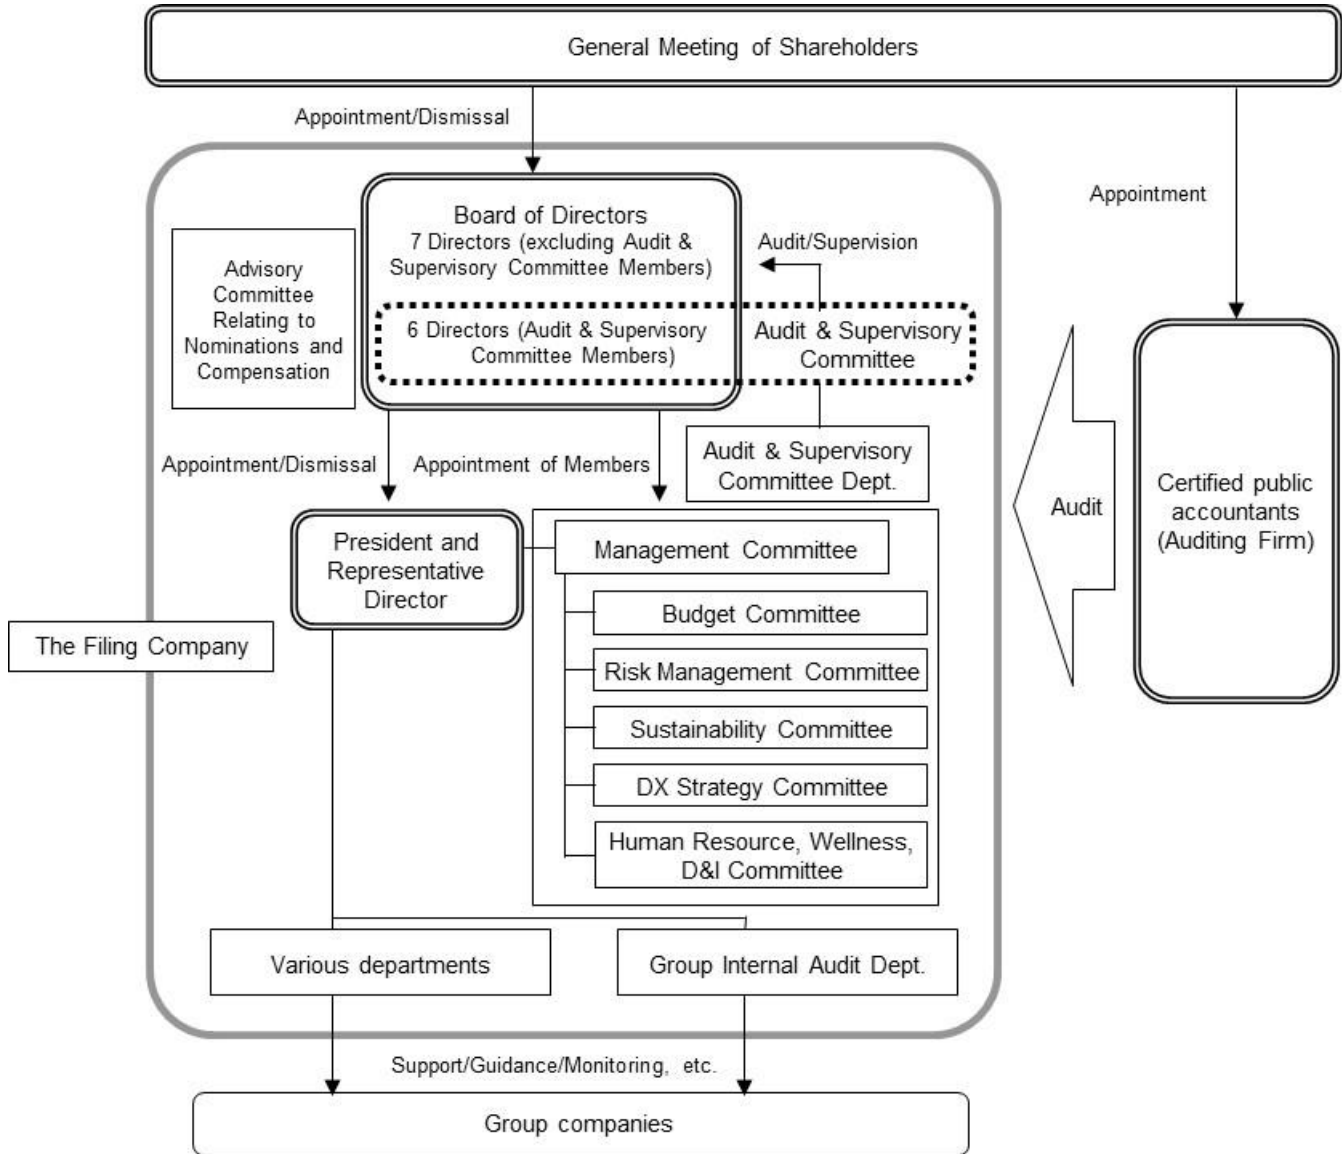 General Meeting of Shareholders
Appointment/Dismissal
Appointment
Board of Directors
7 Directors (excluding Audit &
Supervisory Committee Members)
Audit/Supervision
Advisory
Committee
Relating to
Nominations and
Compensation
6 Directors (Audit & Supervisory
Committee Members)
Audit & Supervisory
Committee
Appointment/Dismissal
Appointment of Members
Audit & Supervisory
Committee Dept.
Audit
Certified public
accountants
(Auditing Firm)
President and
Representative
Director
Management Committee
Budget Committee
The Filing Company
Risk Management Committee
Sustainability Committee
DX Strategy Committee
Human Resource, Wellness,
D&I Committee
Various departments
Group Internal Audit Dept.
Support/Guidance/Monitoring, etc.
Group companies